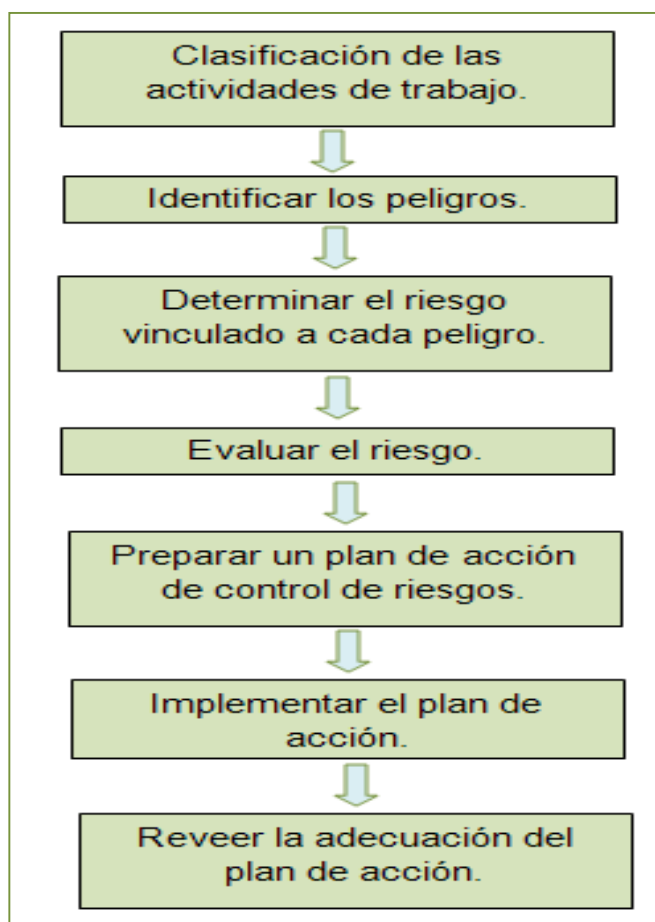 Clasificación de las
actividades de trabajo.
Identificar los peligros.
Determinar el riesgo
vinculado a cada peligro.
Evaluar el riesgo.
Preparar un plan de acción
de control de riesgos.
Implementar el plan de
acción.
Reveer la adecuación del
plan de acción.